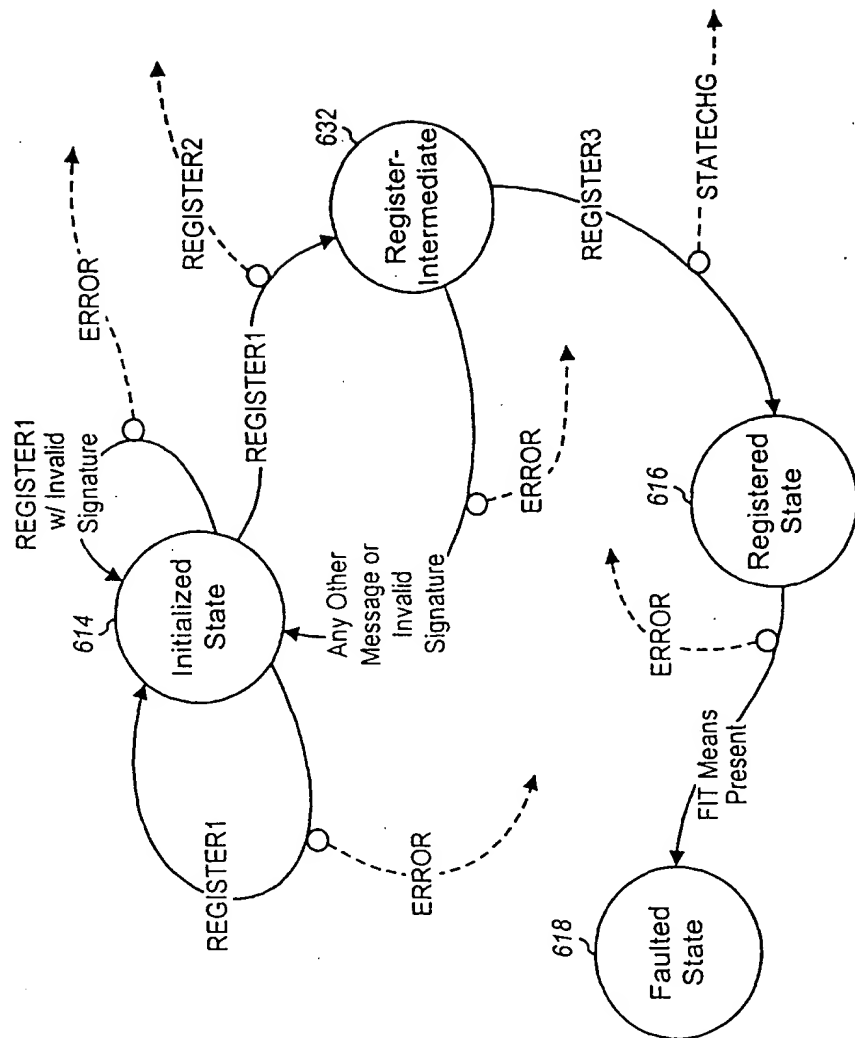 614
Initialized
State
REGISTER1
w/ Invalid
Signature
ERROR
REGISTER1
REGISTER2
632
Register-
Intermediate
REGISTER3
STATECHG
Any Other
Message or
Invalid
Signature
ERROR
REGISTER1
ERROR
616
Registered
State
ERROR
FIT Means
Present
618
Faulted
State